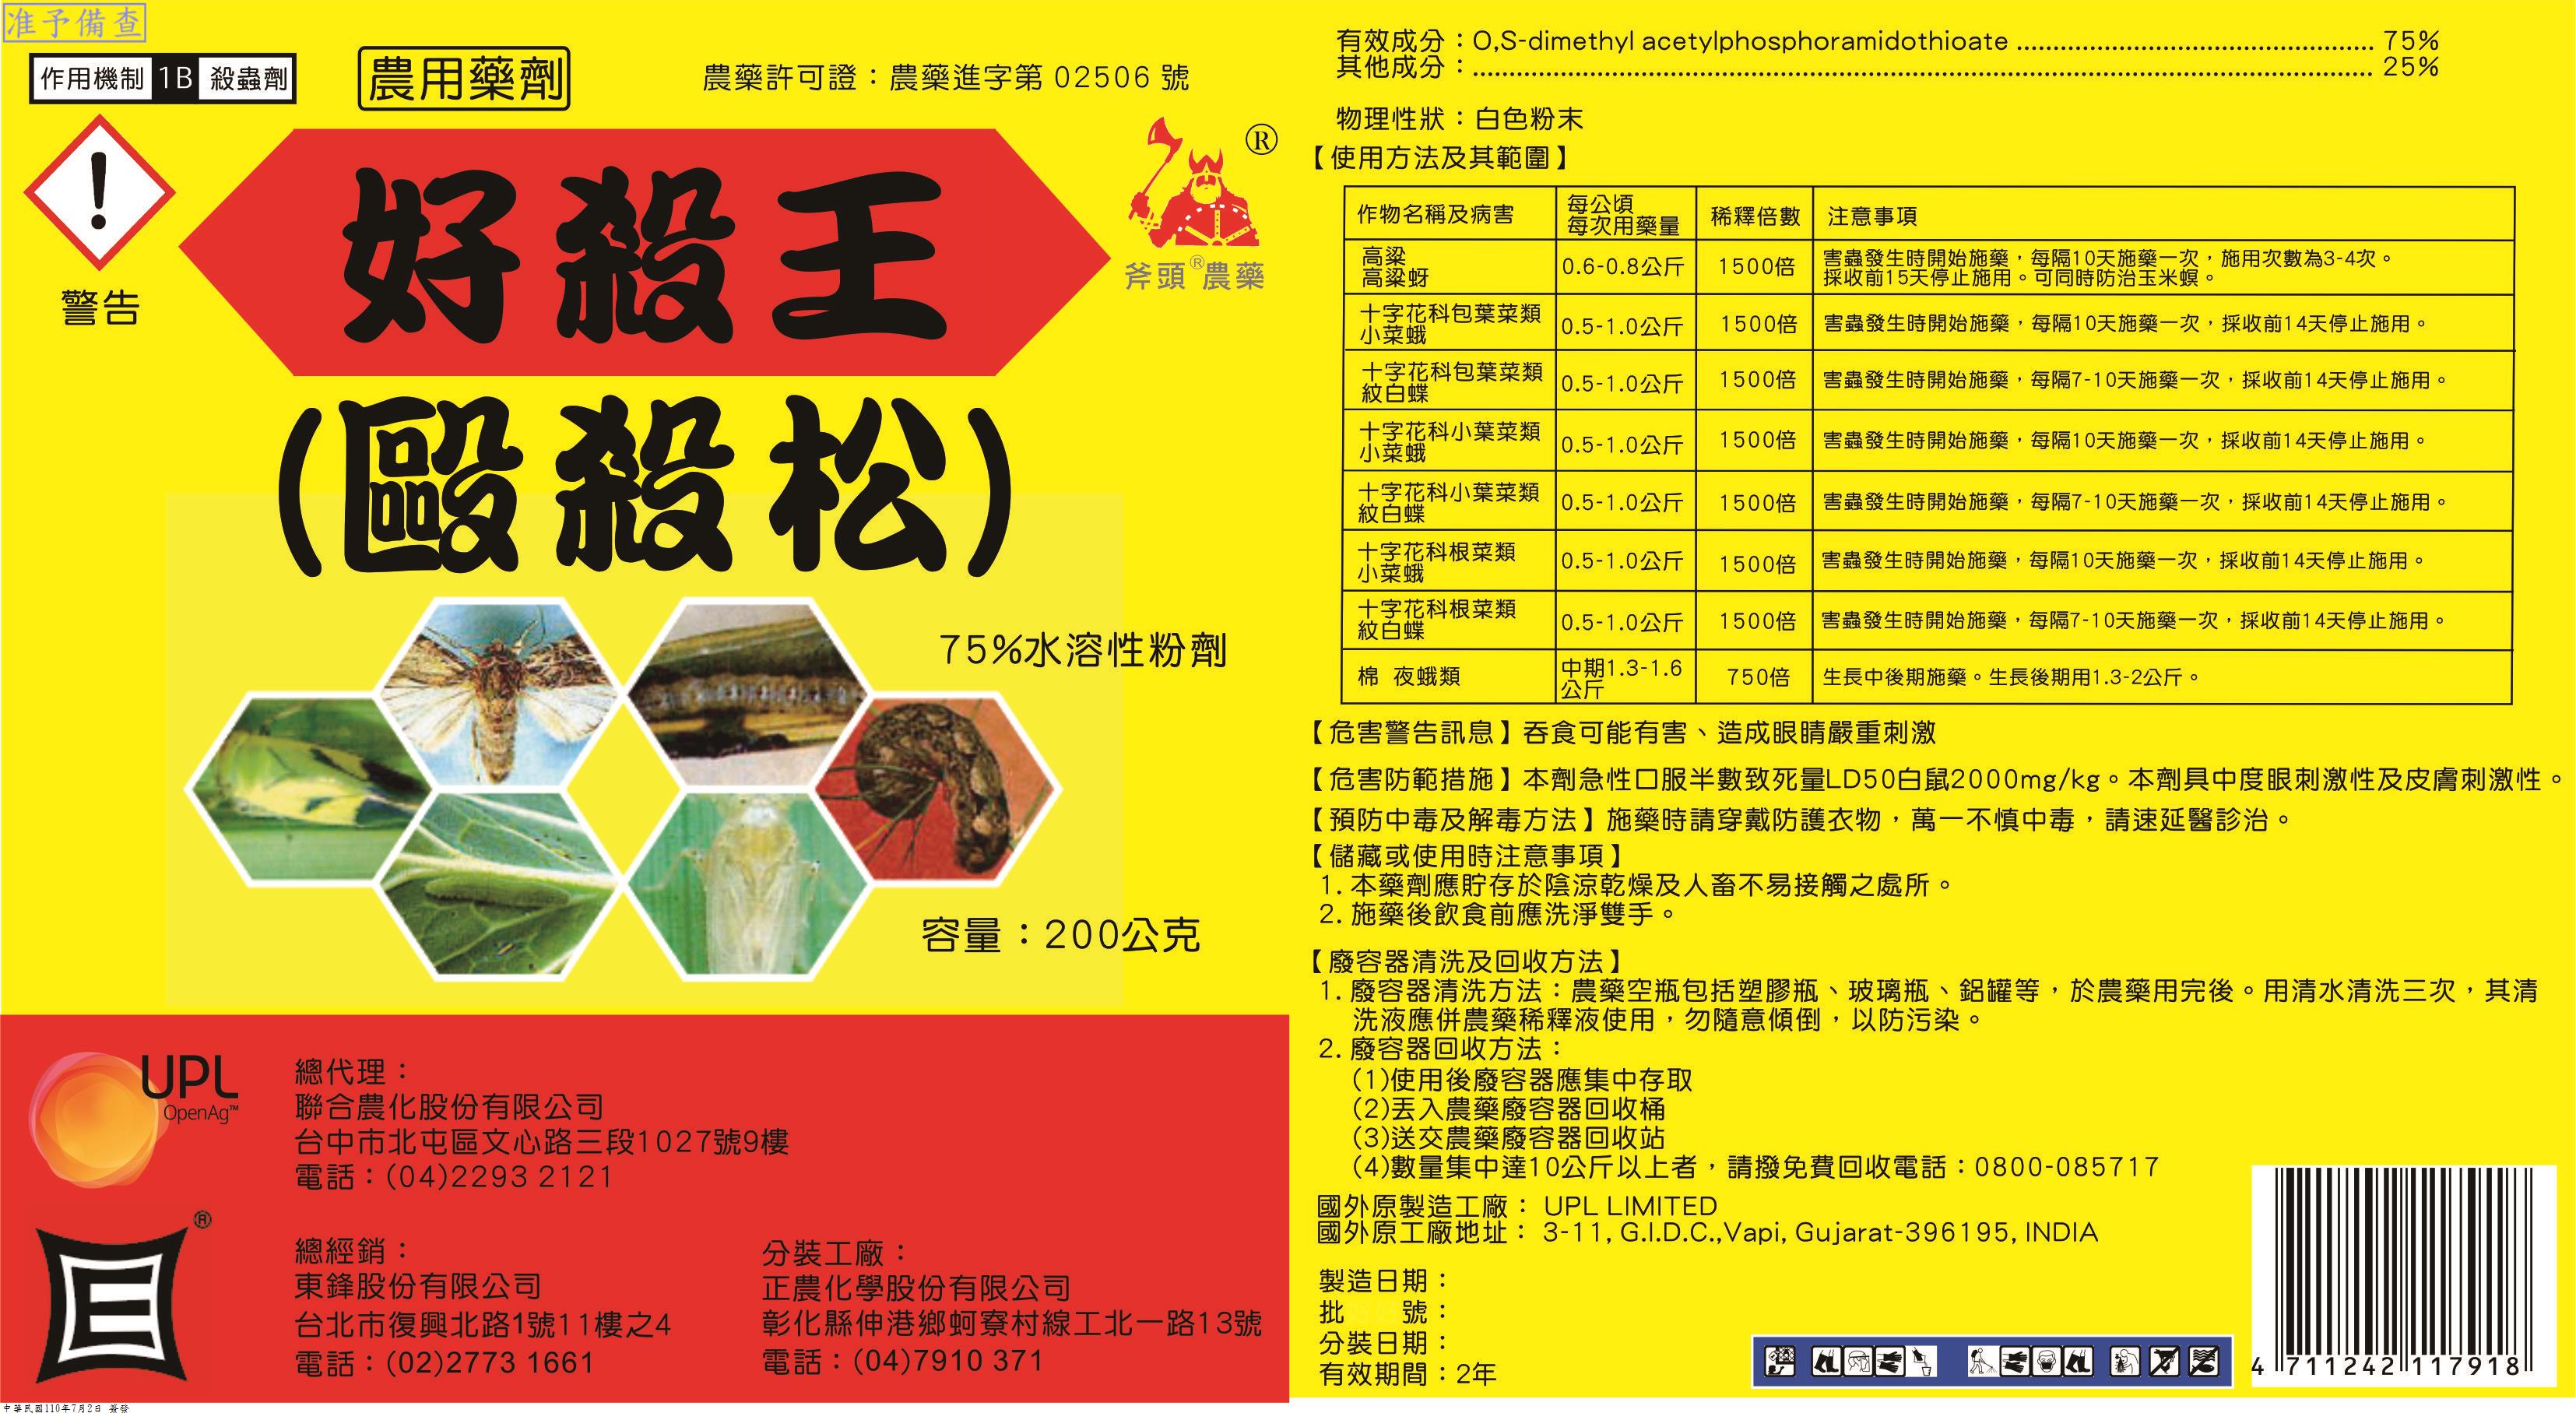 准予備查
作用機制 1B 殺蟲劑
農用藥劑
農藥許可證：農藥進字第 02506 號
警告
好殺王
®
斧頭®農藥
(毆殺松)
75%水溶性粉劑
容量：200公克
UPL
OpenAg™
總代理：
聯合農化股份有限公司
台中市北屯區文心路三段1027號9樓
電話：(04)2293 2121
®
總經銷：
東鋒股份有限公司
台北市復興北路1號11樓之4
電話：(02)2773 1661
分裝工廠：
正農化學股份有限公司
彰化縣伸港鄉蚵寮村線工北一路13號
電話：(04)7910 371
中華民國110年7月2日 簽發
有效成分：O,S-dimethyl acetylphosphoramidothioate ................................................ 75%
其他成分：............................................................................................................ 25%
物理性狀：白色粉末
【使用方法及其範圍】
作物名稱及病害 每公頃每次用藥量 稀釋倍數 注意事項
高粱 高粱蚜 0.6-0.8公斤 1500倍 害蟲發生時開始施藥，每隔10天施藥一次，施用次數為3-4次。
採收前15天停止施用。可同時防治玉米螟。
十字花科包葉菜類 小菜蛾 0.5-1.0公斤 1500倍 害蟲發生時開始施藥，每隔10天施藥一次，採收前14天停止施用。
十字花科包葉菜類 紋白蝶 0.5-1.0公斤 1500倍 害蟲發生時開始施藥，每隔7-10天施藥一次，採收前14天停止施用。
十字花科小葉菜類 小菜蛾 0.5-1.0公斤 1500倍 害蟲發生時開始施藥，每隔10天施藥一次，採收前14天停止施用。
十字花科小葉菜類 紋白蝶 0.5-1.0公斤 1500倍 害蟲發生時開始施藥，每隔7-10天施藥一次，採收前14天停止施用。
十字花科根菜類 小菜蛾 0.5-1.0公斤 1500倍 害蟲發生時開始施藥，每隔10天施藥一次，採收前14天停止施用。
十字花科根菜類 紋白蝶 0.5-1.0公斤 1500倍 害蟲發生時開始施藥，每隔7-10天施藥一次，採收前14天停止施用。
棉 夜蛾類 中期1.3-1.6公斤 750倍 生長中後期施藥。生長後期用1.3-2公斤。
【危害警告訊息】吞食可能有害、造成眼睛嚴重刺激
【危害防範措施】本劑急性口服半數致死量LD50白鼠2000mg/kg。本劑具中度眼刺激性及皮膚刺激性。
【預防中毒及解毒方法】施藥時請穿戴防護衣物，萬一不慎中毒，請速延醫診治。
【儲藏或使用時注意事項】
1. 本藥劑應貯存於陰涼乾燥及人畜不易接觸之處所。
2. 施藥後飲食前應洗淨雙手。
【廢容器清洗及回收方法】
1. 廢容器清洗方法：農藥空瓶包括塑膠瓶、玻璃瓶、鋁罐等，於農藥用完後。用清水清洗三次，其清
洗液應併農藥稀釋液使用，勿隨意傾倒，以防污染。
2. 廢容器回收方法：
(1)使用後廢容器應集中存取
(2)丟入農藥廢容器回收桶
(3)送交農藥廢容器回收站
(4)數量集中達10公斤以上者，請撥免費回收電話：0800-085717
國外原製造工廠： UPL LIMITED
國外原工廠地址： 3-11, G.I.D.C.,Vapi, Gujarat-396195, INDIA
製造日期：
批 號：
分裝日期：
有效期間：2年
4 711242 117918